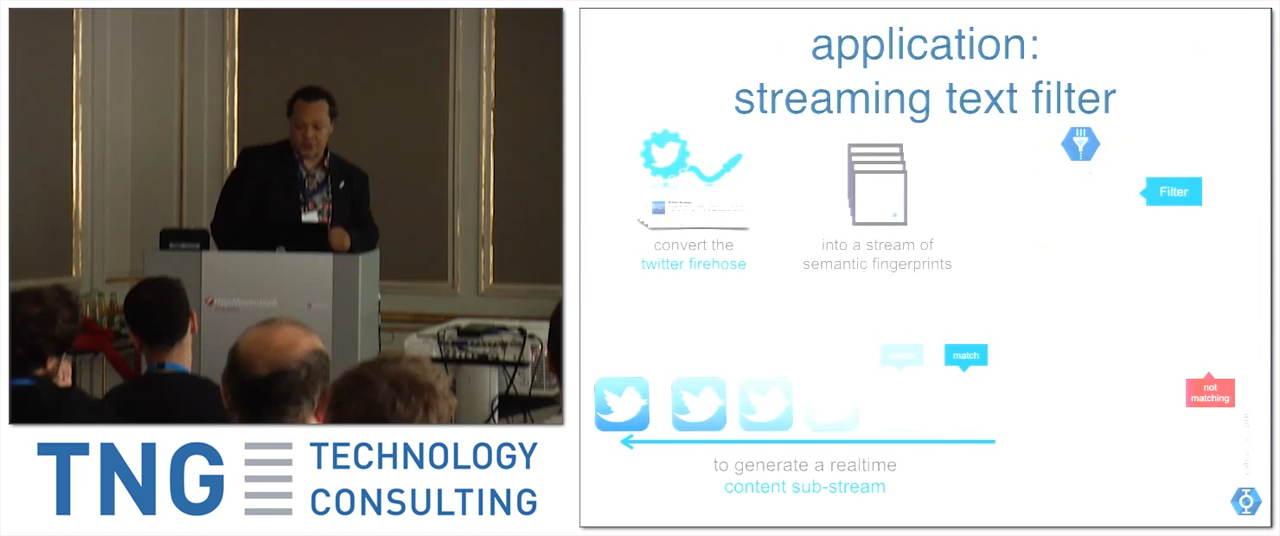 application:
streaming text filter
Filter
convert the
twitter firehose
into a stream of
semantic fingerprints
match
not
matching
to generate a realtime
content sub-stream
TNG
TECHNOLOGY
CONSULTING